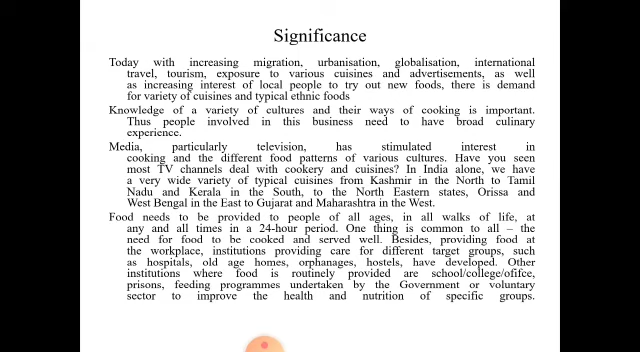 Significance
Today with increasing migration, urbanisation, globalisation, international
travel, tourism, exposure to various cuisines and advertisements, as well
as increasing interest of local people to try out new foods, there is demand
for variety of cuisines and typical ethnic foods
Knowledge of a variety of cultures and their ways of cooking is important.
Thus people involved in this business need to have broad culinary
experience.
Media, particularly television, has stimulated interest in
cooking and the different food patterns of various cultures. Have you seen
most TV channels deal with cookery and cuisines? In India alone, we have
a very wide variety of typical cuisines from Kashmir in the North to Tamil
Nadu and Kerala in the South, to the North Eastern states, Orissa and
West Bengal in the East to Gujarat and Maharashtra in the West.
Food needs to be provided to people of all ages, in all walks of life, at
any and all times in a 24-hour period. One thing is common to all – the
need for food to be cooked and served well. Besides, providing food at
the workplace, institutions providing care for different target groups, such
as hospitals, old age homes, orphanages, hostels, have developed. Other
institutions where food is routinely provided are school/college/ofifce,
prisons, feeding programmes undertaken by the Government or voluntary
sector to improve the health and nutrition of specific groups.